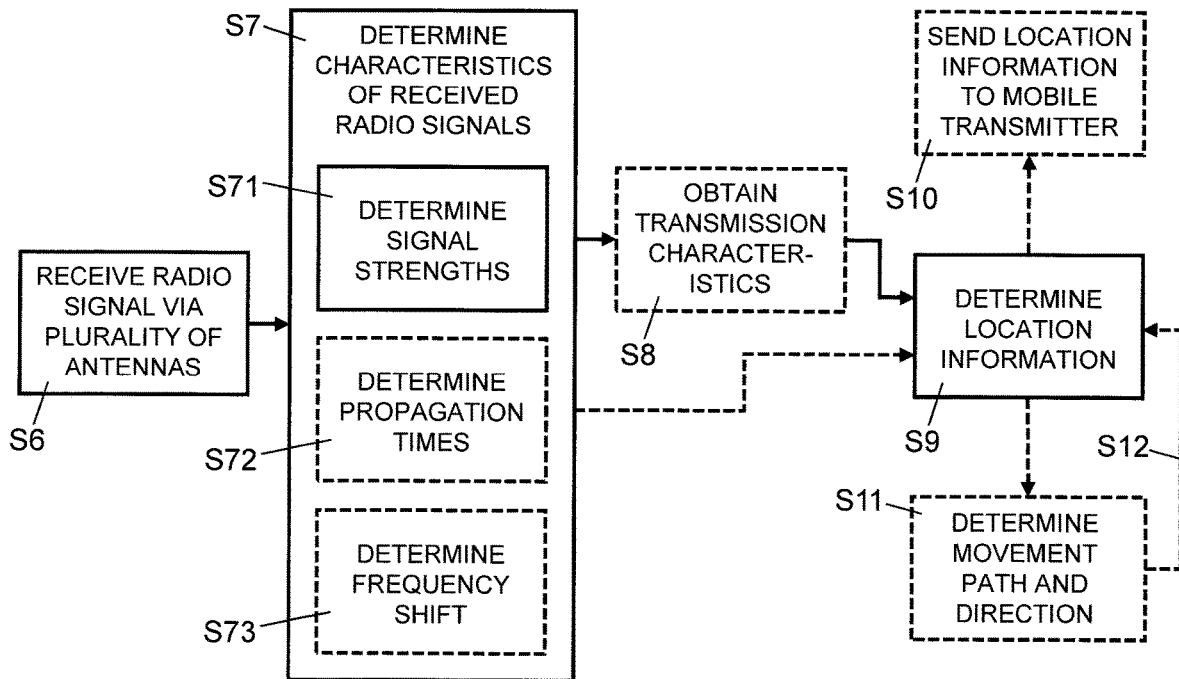 S7
DETERMINE
CHARACTERISTICS
OF RECEIVED
RADIO SIGNALS
S71
DETERMINE
SIGNAL
STRENGTHS
S72
DETERMINE
PROPAGATION
TIMES
S73
DETERMINE
FREQUENCY
SHIFT
RECEIVE RADIO
SIGNAL VIA
PLURALITY OF
ANTENNAS
S6
OBTAIN
TRANSMISSION
CHARACTER-
ISTICS
S8
SEND LOCATION
INFORMATION
TO MOBILE
TRANSMITTER
S10
DETERMINE
LOCATION
INFORMATION
S9
S12
S11
DETERMINE
MOVEMENT
PATH AND
DIRECTION